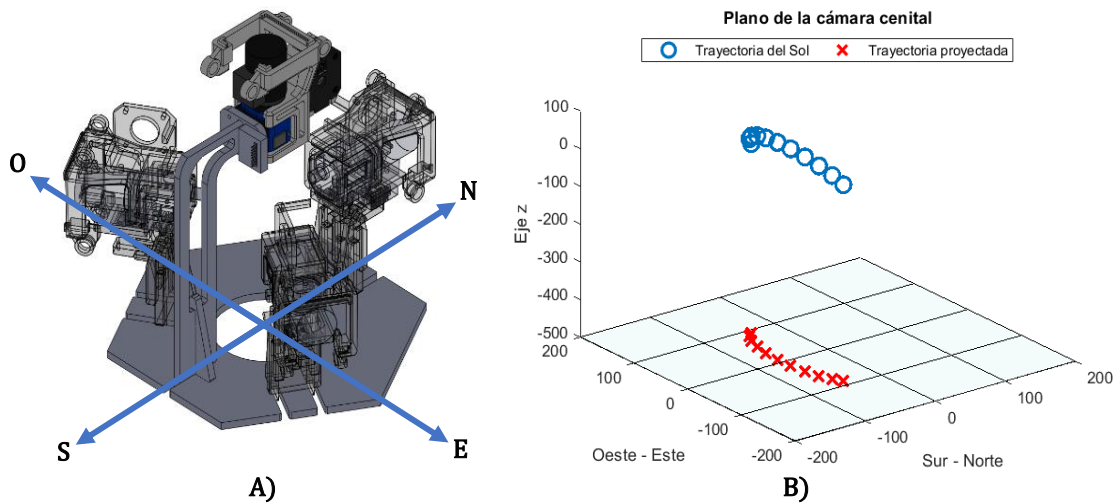 O
N
S
E
A)
Plano de la cámara cenital
Trayectoria del Sol
Trayectoria proyectada
100
0
-100
-200
-300
-400
-500
Eje z
200
100
0
-100
-200
Oeste - Este
-200
-100
0
100
200
Sur - Norte
B)